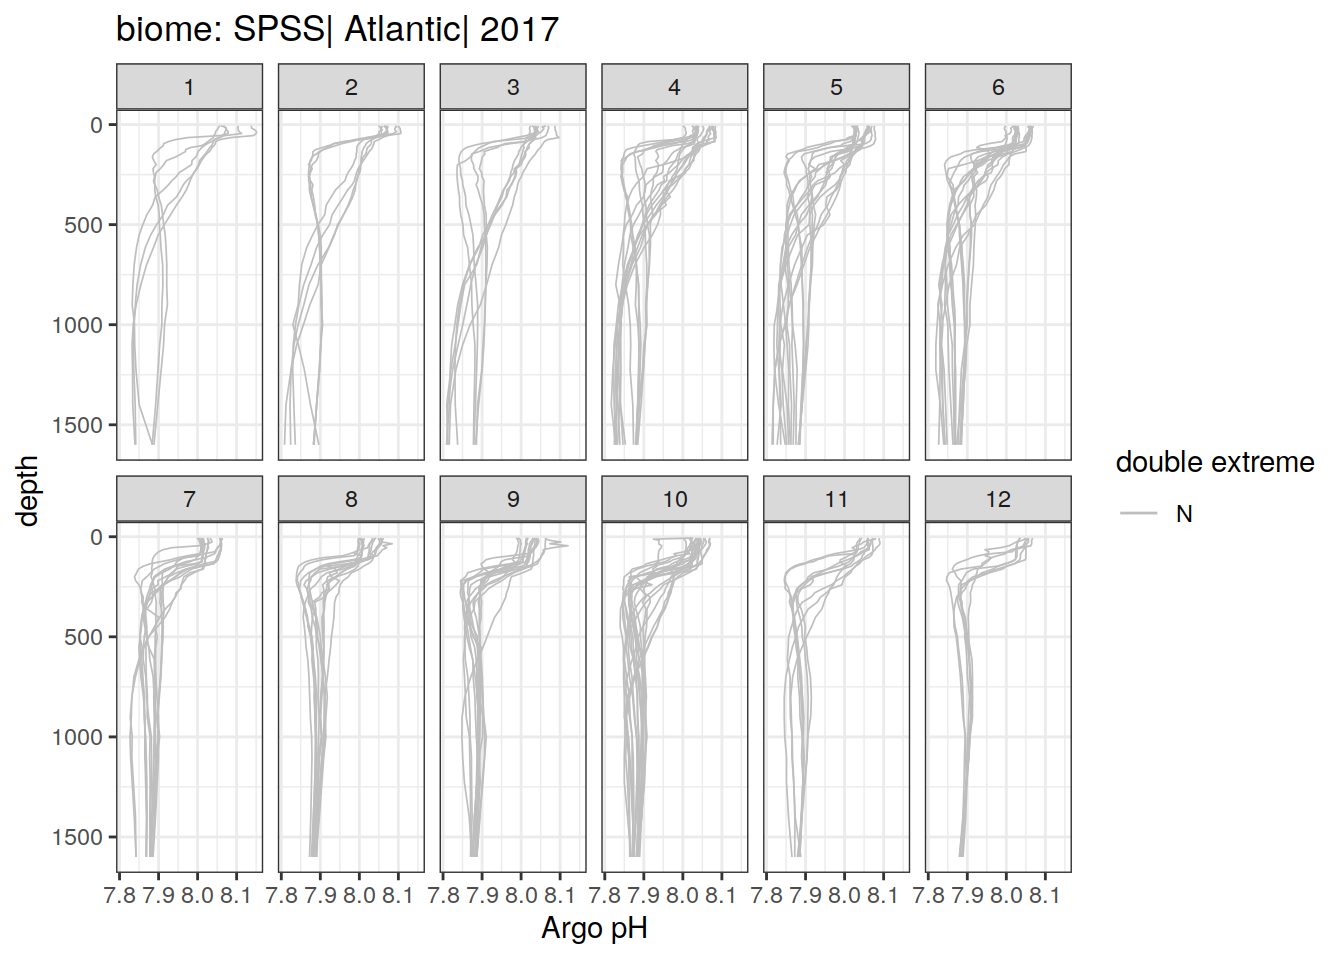 biome: SPSS| Atlantic| 2017
1 2 3 4 5 6
0
500
1000
1500
7 8 9 10 11 12
0
500
1000
1500
7.8 7.9 8.0 8.1 7.8 7.9 8.0 8.1 7.8 7.9 8.0 8.1 7.8 7.9 8.0 8.1 7.8 7.9 8.0 8.1 7.8 7.9 8.0 8.1
Argo pH
depth
double extreme
N